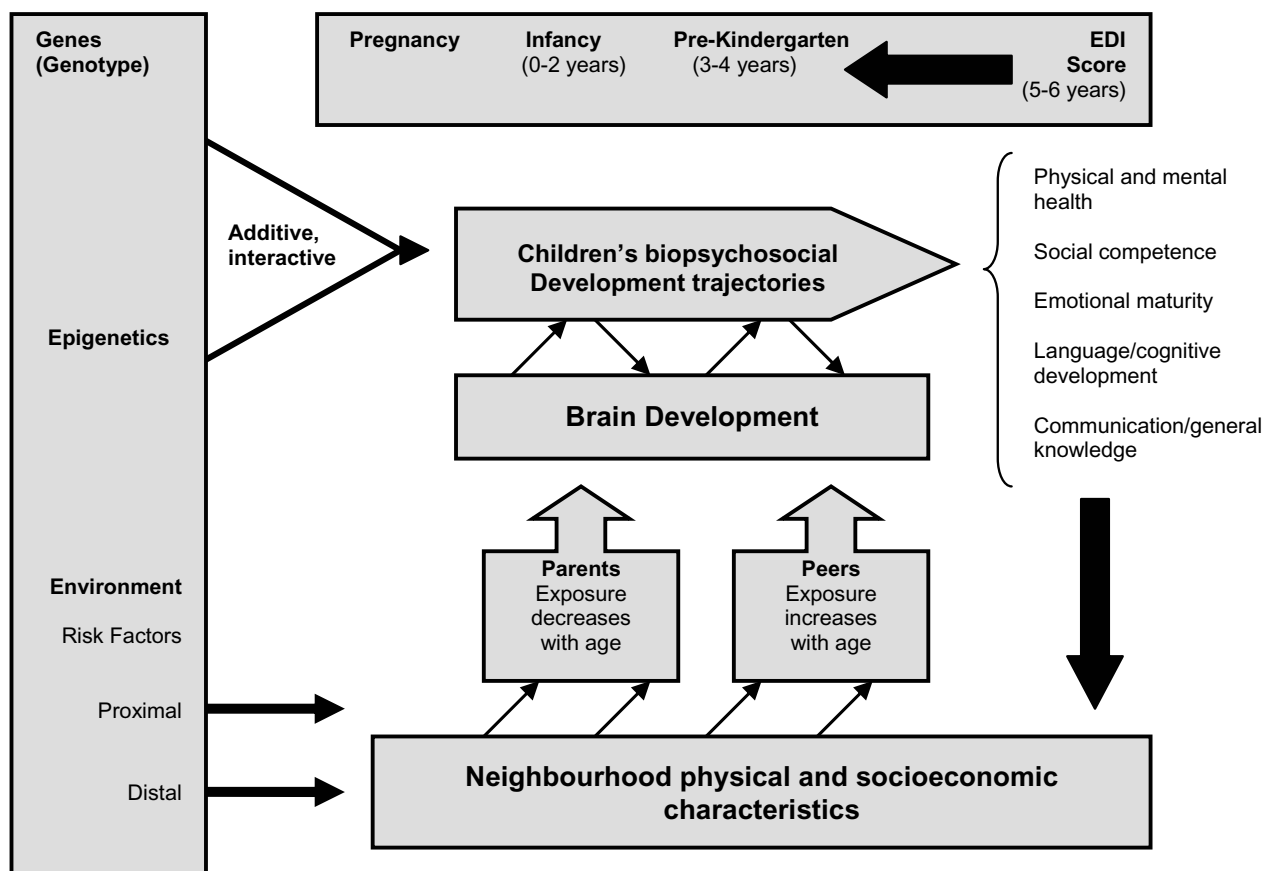 Genes
(Genotype)
Epigenetics
Environment
Risk Factors
Proximal
Distal
Pregnancy
Infancy
(0-2 years)
Pre-Kindergarten
(3-4 years)
EDI
Score
(5-6 years)
Additive,
interactive
Children’s biopsychosocial
Development trajectories
Brain Development
Parents
Exposure
decreases
with age
Peers
Exposure
increases
with age
Neighbourhood physical and socioeconomic
characteristics
Physical and mental
health
Social competence
Emotional maturity
Language/cognitive
development
Communication/general
knowledge